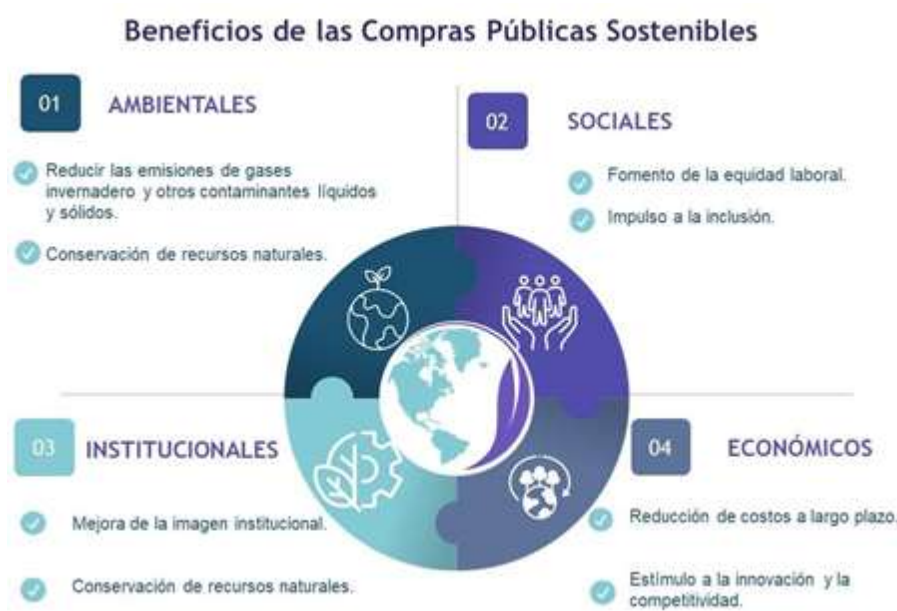 Beneficios de las Compras Públicas Sostenibles
01
AMBIENTALES
Reducir las emisiones de gases
invernadero y otros contaminantes líquidos
y sólidos.
Conservación de recursos naturales.
02
SOCIALES
Fomento de la equidad laboral.
Impulso a la inclusión.
03
INSTITUCIONALES
Mejora de la imagen institucional.
Conservación de recursos naturales.
04
ECONÓMICOS
Reducción de costos a largo plazo.
Estímulo a la innovación y la
competitividad.